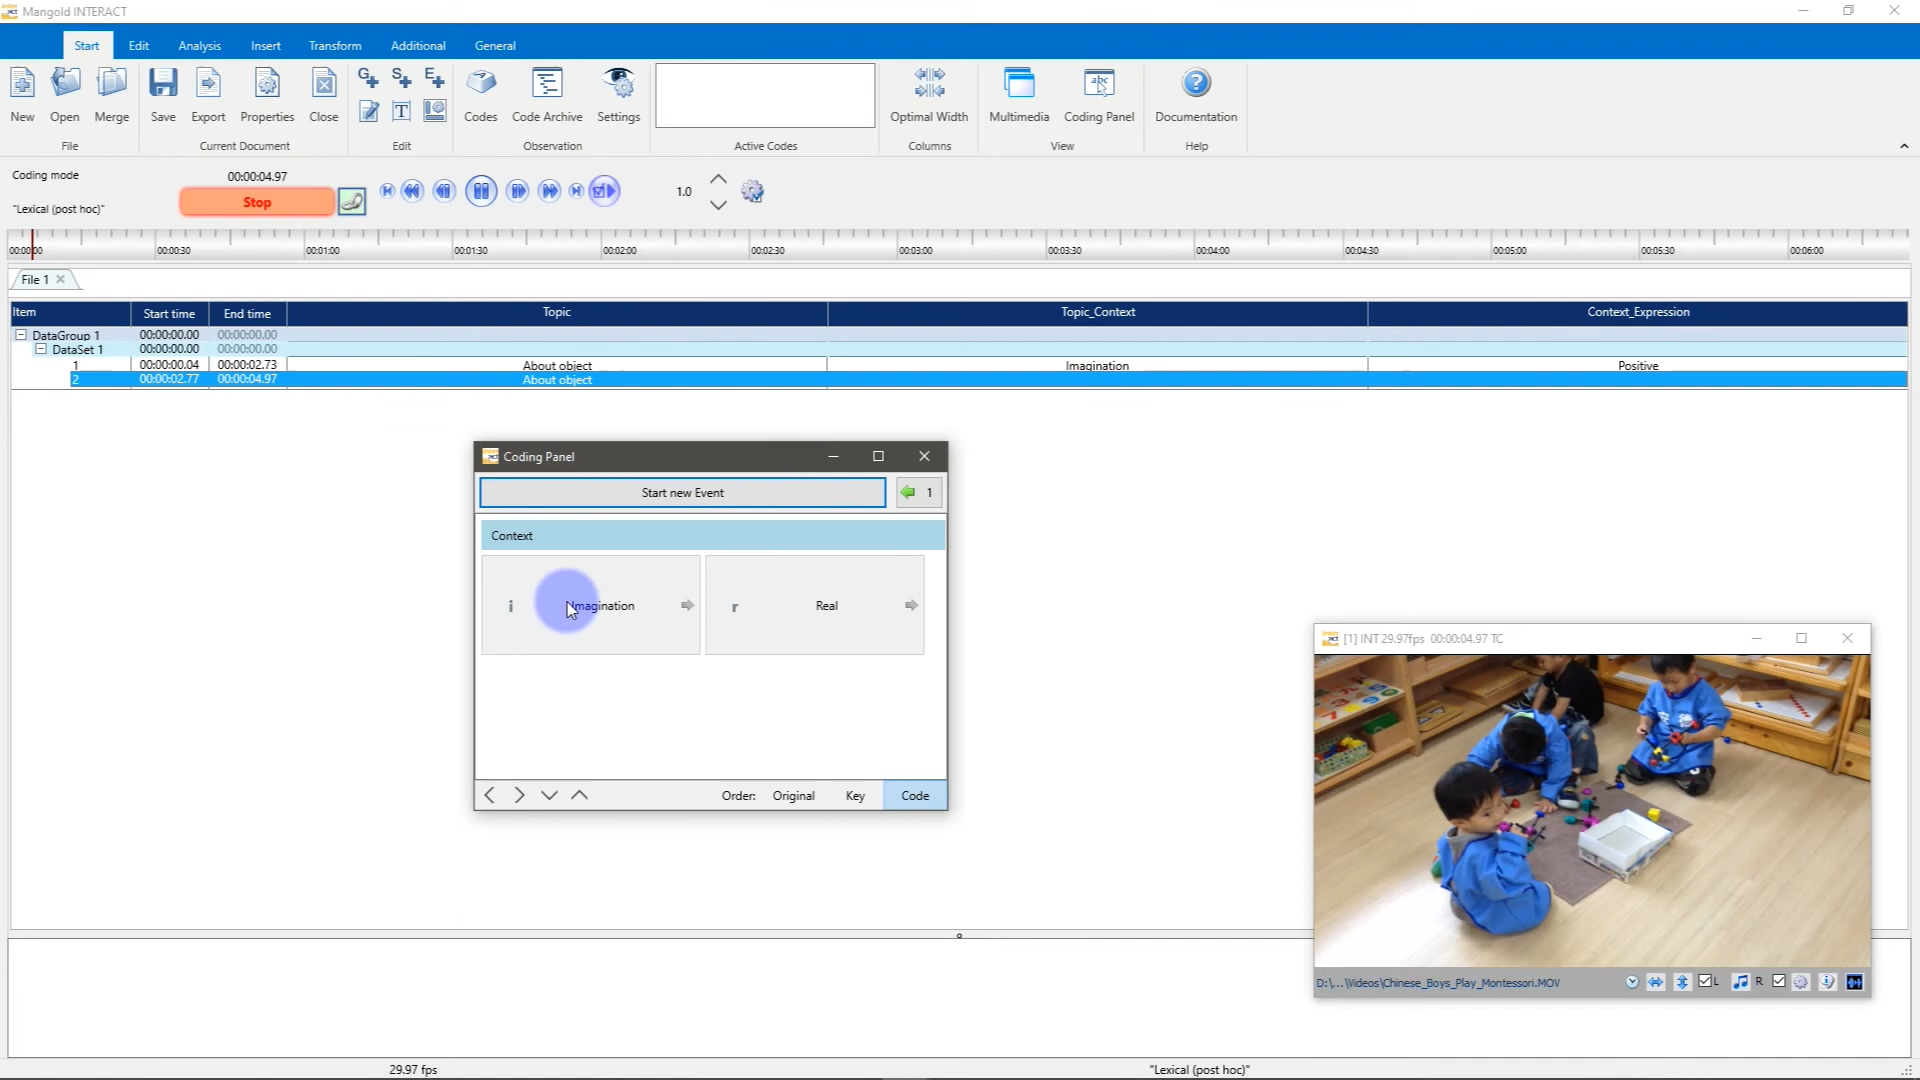 Mangold INTERACT
Start Edit Analysis Insert Transform Additional General
New Open Merge Save Export Properties Close G S E T Codes Code Archive Settings Optimal Width Multimedia abc Coding Panel ? Documentation
File Current Document Edit Observation Active Codes Columns View Help
Coding mode 00:00:04.97
Stop 1.0
"Lexical (post hoc)"
00:00:00 00:00:30 00:01:00 00:01:30 00:02:00 00:02:30 00:03:00 00:03:30 00:04:00 00:04:30 00:05:00 00:05:30 00:06:00
File 1
Item Start time End time Topic Topic_Context Context_Expression
DataGroup 1 00:00:00.00 00:00:00.00
DataSet 1 00:00:00.00 00:00:00.00
1 00:00:00.04 00:00:02.73 About object Imagination Positive
2 00:00:02.77 00:00:04.97 About object
Coding Panel
Start new Event 1
Context
i Imagination r Real
Order: Original Key Code
[1] INT 29.97fps 00:00:04.97 TC
D:\...\Videos\Chinese_Boys_Play_Montessori.MOV L R
29.97 fps "Lexical (post hoc)"